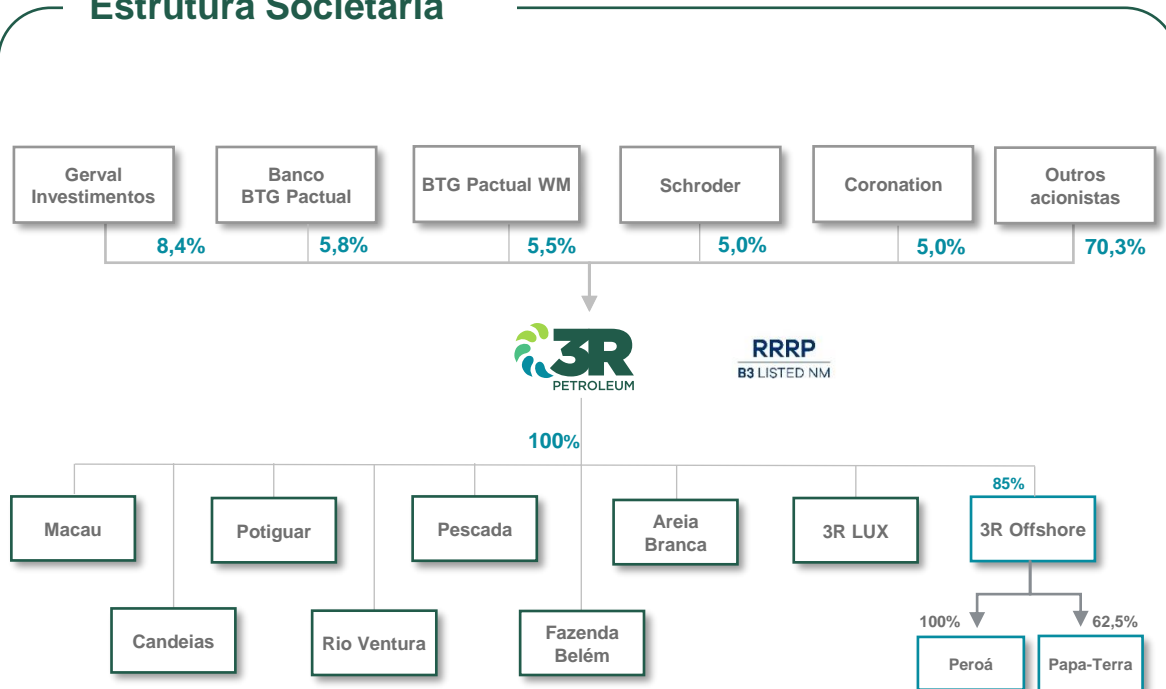 Estrutura Societária
Gerval
Investimentos
Banco
BTG Pactual
BTG Pactual WM
Schroder
Coronation
Outros
acionistas
8,4%
5,8%
5,5%
5,0%
5,0%
70,3%
3R
PETROLEUM
RRRP
B3 LISTED NM
100%
85%
Macau
Potiguar
Pescada
Areia
Branca
3R LUX
3R Offshore
Candeias
Rio Ventura
Fazenda
Belém
100%
62,5%
Peroá
Papa-Terra